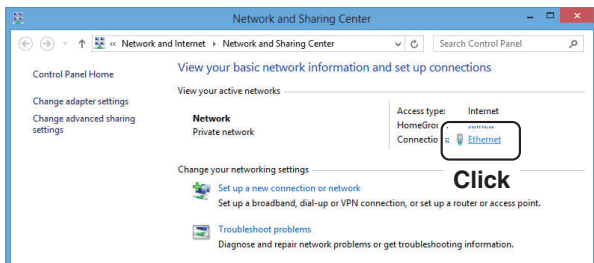 Network and Sharing Center
« Network and Internet ▸ Network and Sharing Center
Search Control Panel
Control Panel Home
Change adapter settings
Change advanced sharing
settings
View your basic network information and set up connections
View your active networks
Network
Private network
Access type: Internet
Joined
Ethernet
Click
Change your networking settings
Set up a new connection or network
Set up a broadband, dial-up or VPN connection, or set up a router or access point.
Troubleshoot problems
Diagnose and repair network problems or get troubleshooting information.